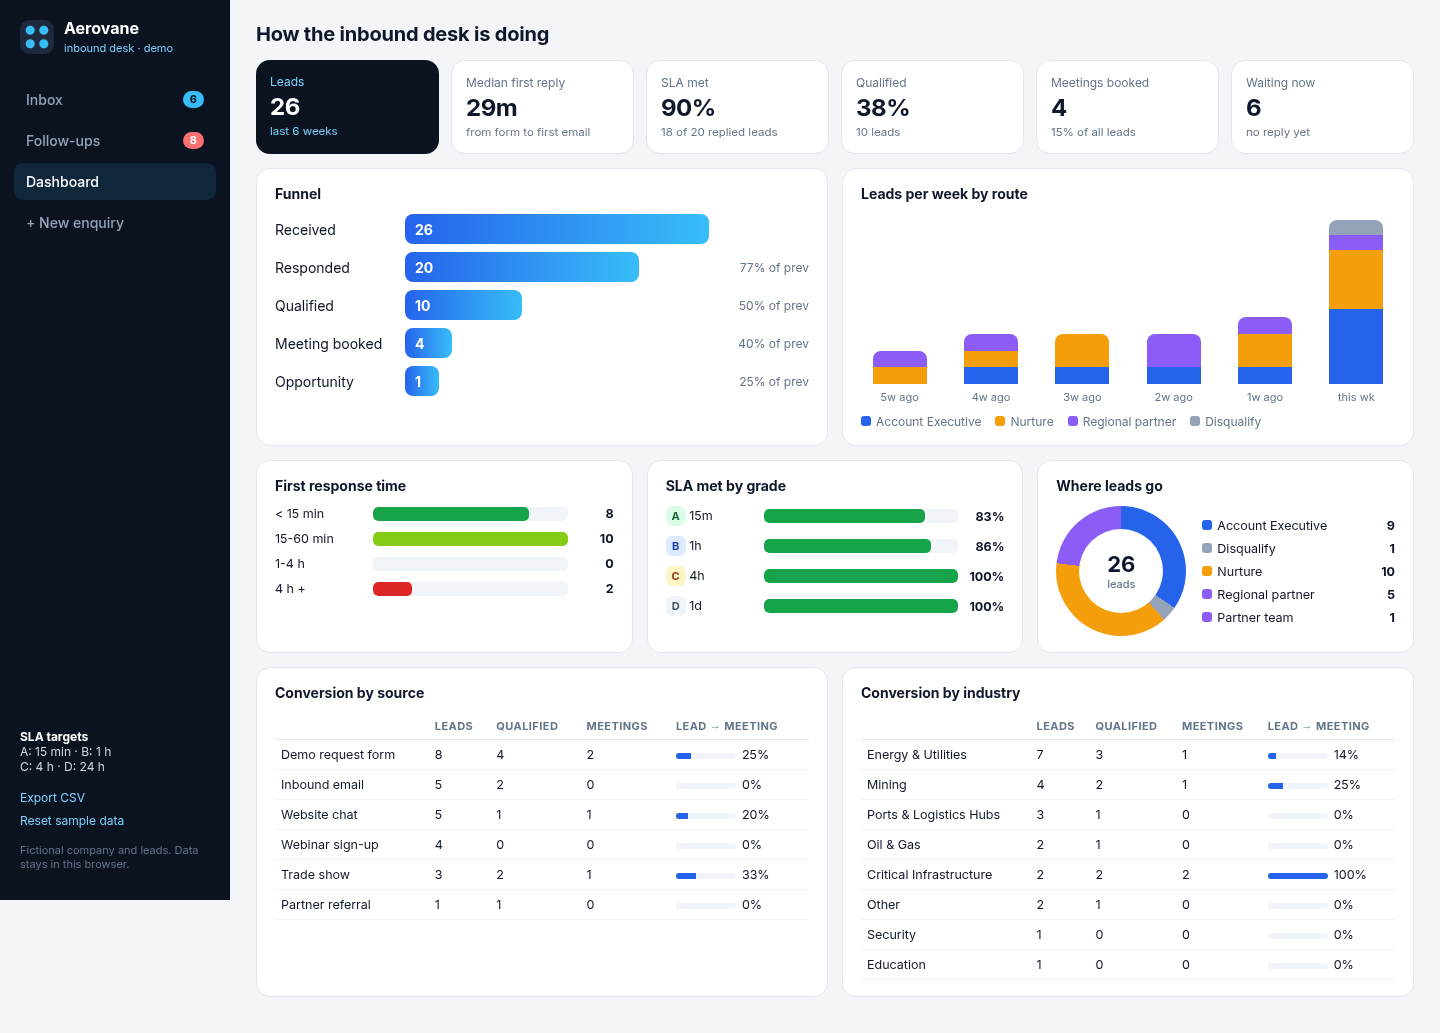 Aerovane
inbound desk · demo
Inbox 6
Follow-ups 8
Dashboard
+ New enquiry
SLA targets
A: 15 min · B: 1 h
C: 4 h · D: 24 h
Export CSV
Reset sample data
Fictional company and leads. Data
stays in this browser.
How the inbound desk is doing
Leads
26
last 6 weeks
Median first reply
29m
from form to first email
SLA met
90%
18 of 20 replied leads
Qualified
38%
10 leads
Meetings booked
4
15% of all leads
Waiting now
6
no reply yet
Funnel
Received 26
Responded 20 77% of prev
Qualified 10 50% of prev
Meeting booked 4 40% of prev
Opportunity 1 25% of prev
Leads per week by route
5w ago 4w ago 3w ago 2w ago 1w ago this wk
Account Executive Nurture Regional partner Disqualify
First response time
< 15 min 8
15-60 min 10
1-4 h 0
4 h + 2
SLA met by grade
A 15m 83%
B 1h 86%
C 4h 100%
D 1d 100%
Where leads go
26
leads
Account Executive 9
Disqualify 1
Nurture 10
Regional partner 5
Partner team 1
Conversion by source
LEADS QUALIFIED MEETINGS LEAD → MEETING
Demo request form 8 4 2 25%
Inbound email 5 2 0 0%
Website chat 5 1 1 20%
Webinar sign-up 4 0 0 0%
Trade show 3 2 1 33%
Partner referral 1 1 0 0%
Conversion by industry
LEADS QUALIFIED MEETINGS LEAD → MEETING
Energy & Utilities 7 3 1 14%
Mining 4 2 1 25%
Ports & Logistics Hubs 3 1 0 0%
Oil & Gas 2 1 0 0%
Critical Infrastructure 2 2 2 100%
Other 2 1 0 0%
Security 1 0 0 0%
Education 1 0 0 0%